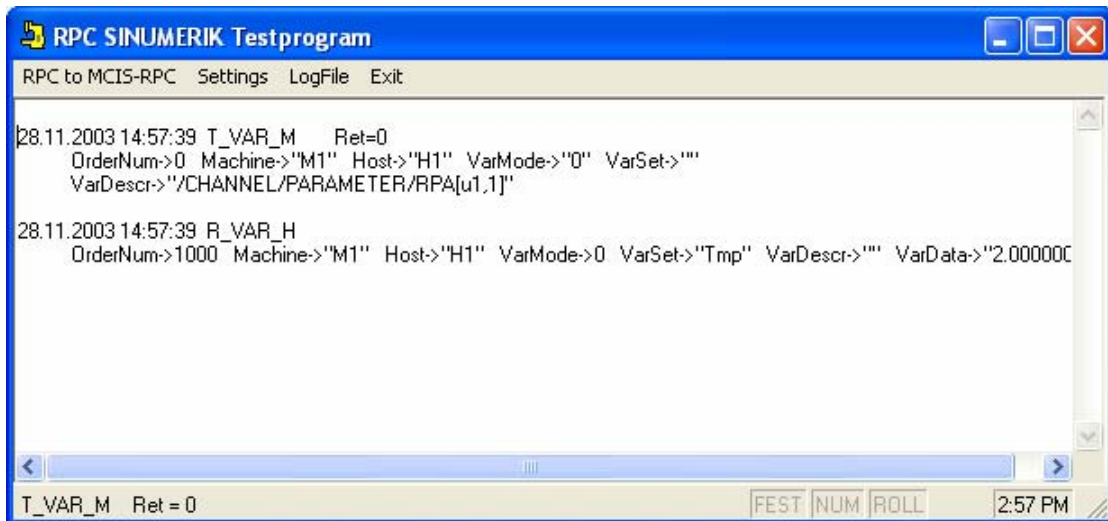 RPC SINUMERIK Testprogram
RPC to MCIS-RPC Settings LogFile Exit
28.11.2003 14:57:39 T_VAR_M Ret=0
OrderNum->0 Machine->"M1" Host->"H1" VarMode->"0" VarSet->""
VarDescr->"/CHANNEL/PARAMETER/RPA[u1,1]"
28.11.2003 14:57:39 R_VAR_H
OrderNum->1000 Machine->"M1" Host->"H1" VarMode->0 VarSet->"Tmp" VarDescr->"" VarData->"2.000000
T_VAR_M Ret = 0 FEST NUM ROLL 2:57 PM